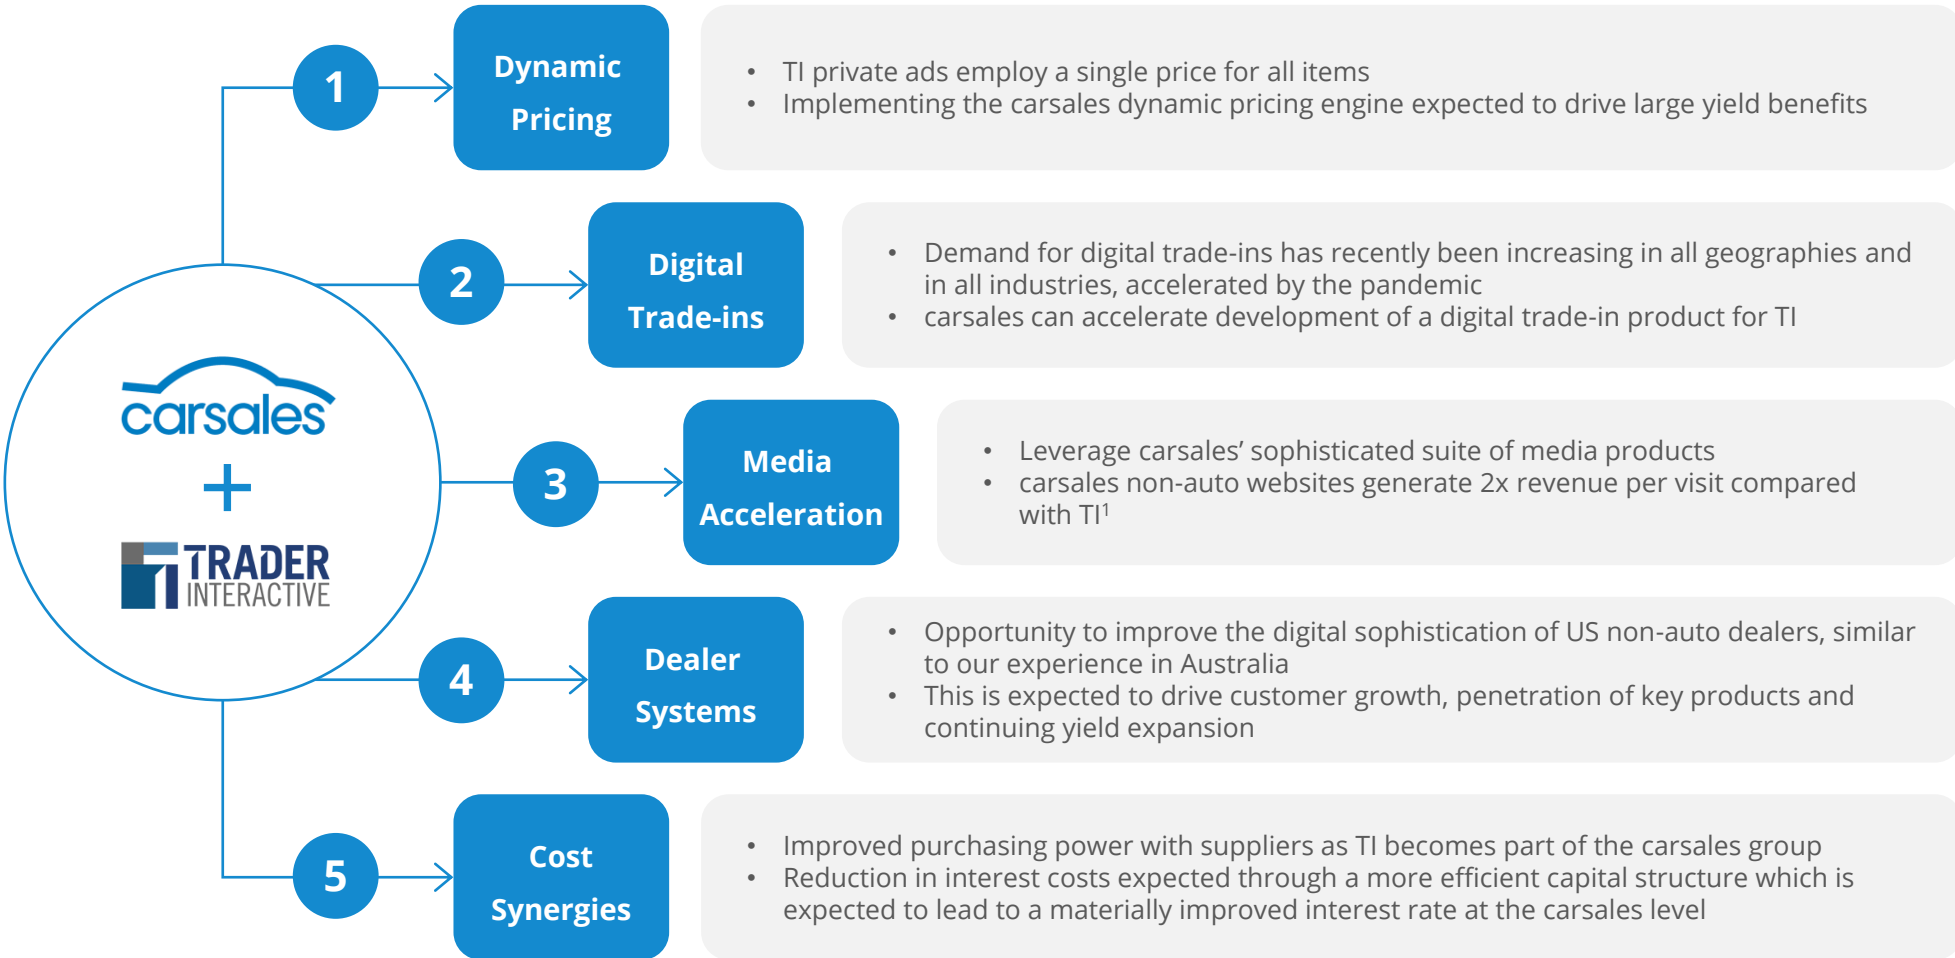 1
Dynamic
Pricing
• TI private ads employ a single price for all items
• Implementing the carsales dynamic pricing engine expected to drive large yield benefits
2
Digital
Trade-ins
• Demand for digital trade-ins has recently been increasing in all geographies and
in all industries, accelerated by the pandemic
• carsales can accelerate development of a digital trade-in product for TI
carsales
+
TRADER
INTERACTIVE
3
Media
Acceleration
• Leverage carsales’ sophisticated suite of media products
• carsales non-auto websites generate 2x revenue per visit compared
with TI¹
4
Dealer
Systems
• Opportunity to improve the digital sophistication of US non-auto dealers, similar
to our experience in Australia
• This is expected to drive customer growth, penetration of key products and
continuing yield expansion
5
Cost
Synergies
• Improved purchasing power with suppliers as TI becomes part of the carsales group
• Reduction in interest costs expected through a more efficient capital structure which is
expected to lead to a materially improved interest rate at the carsales level